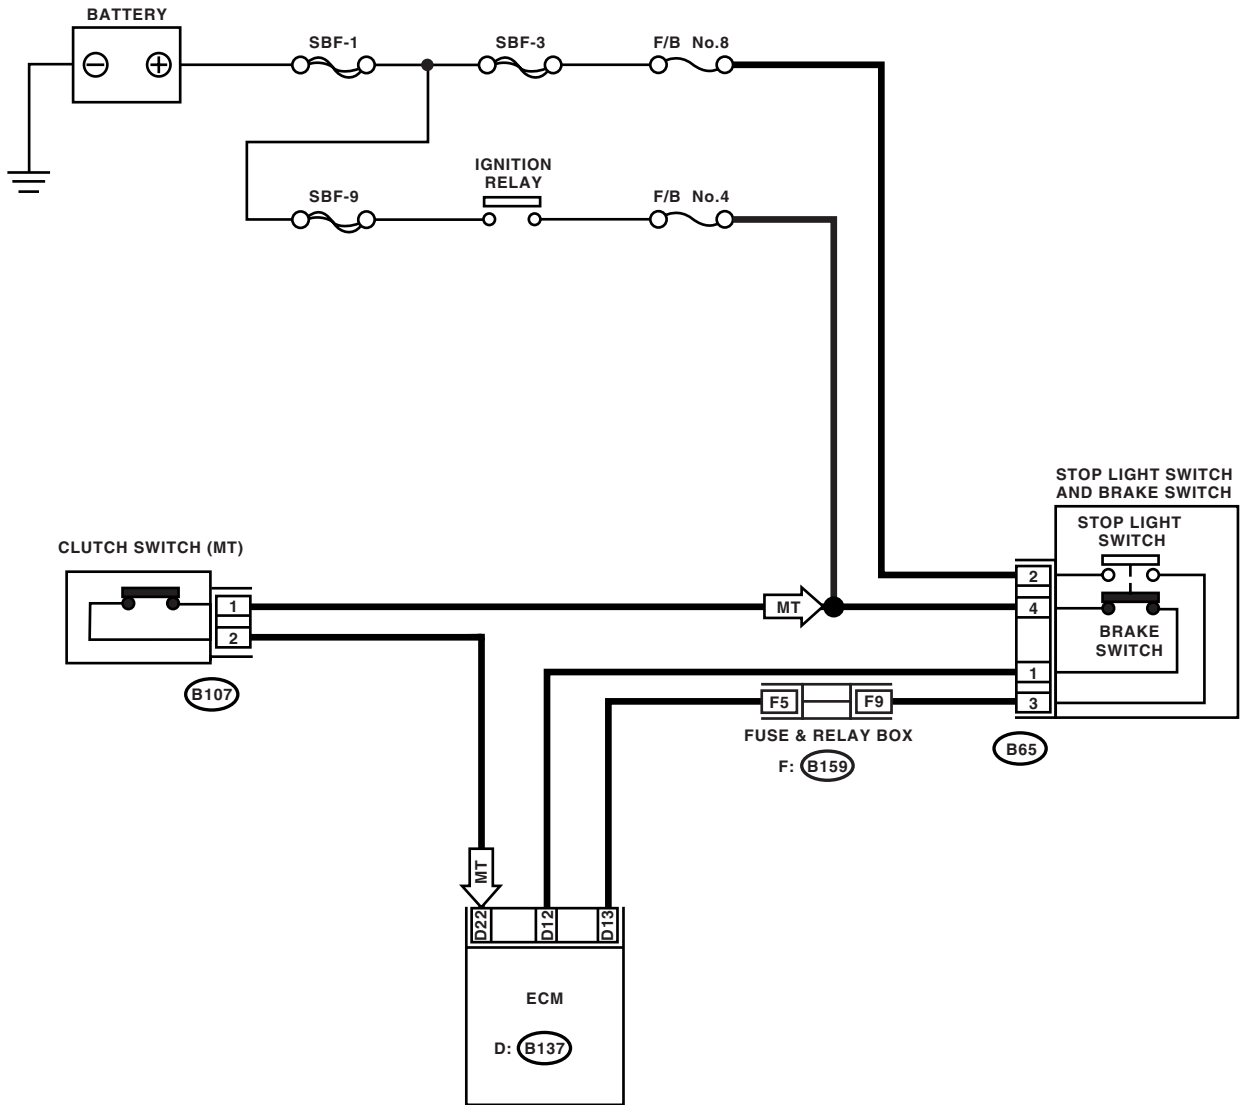 BATTERY
SBF-1
SBF-3
F/B No.8
SBF-9
IGNITION
RELAY
F/B No.4
STOP LIGHT SWITCH
AND BRAKE SWITCH
STOP LIGHT
SWITCH
CLUTCH SWITCH (MT)
1
2
MT
2
4
BRAKE
SWITCH
1
3
B107
F5
F9
FUSE & RELAY BOX
F: B159
B65
MT
D22
D12
D13
ECM
D: B137